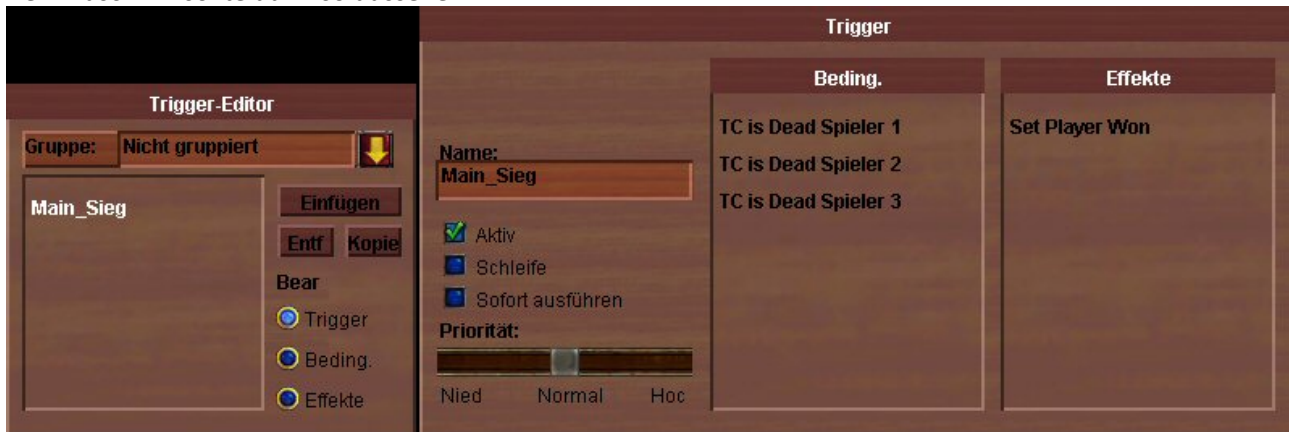 Trigger-Editor
Gruppe: Nicht gruppiert
Main_Sieg
Einfügen
Entf Kopie
Bear
Trigger
Beding.
Effekte
Trigger
Name:
Main_Sieg
Aktiv
Schleife
Sofort ausführen
Priorität:
Nied Normal Hoc
Beding.
TC is Dead Spieler 1
TC is Dead Spieler 2
TC is Dead Spieler 3
Effekte
Set Player Won